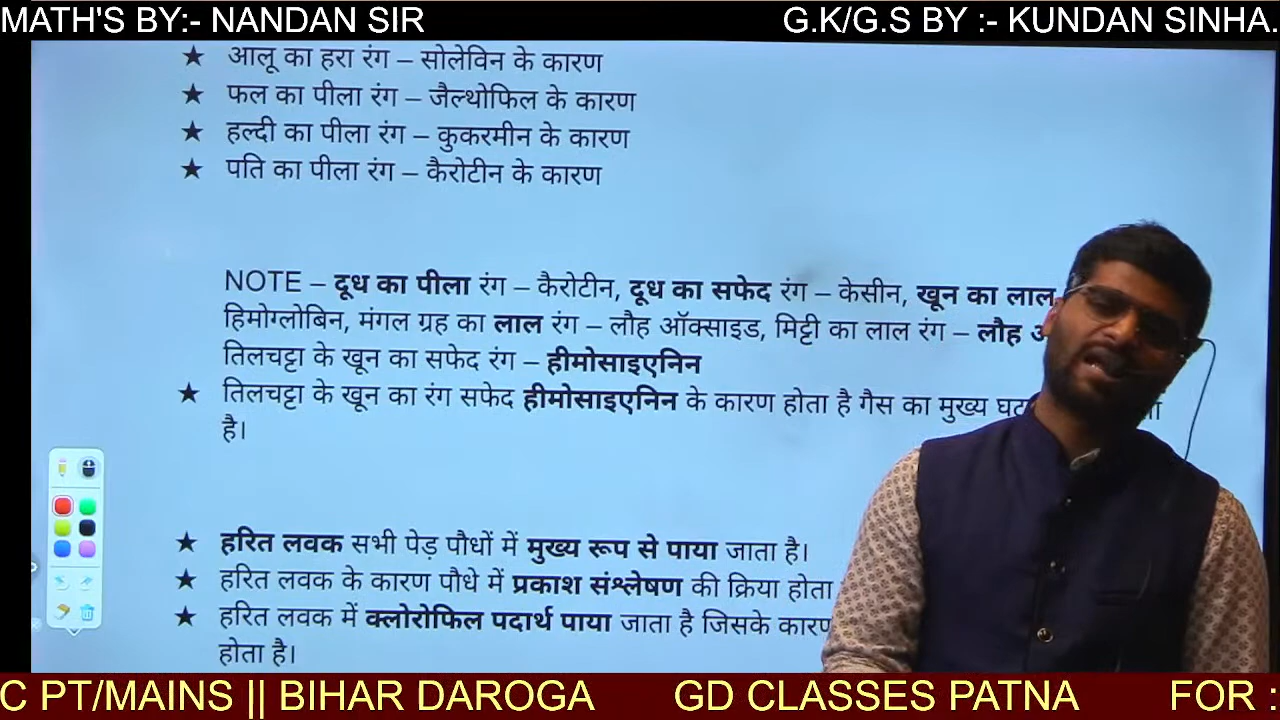 MATH'S BY:- NANDAN SIR G.K/G.S BY :- KUNDAN SINHA.
★ आलू का हरा रंग – सोलेविन के कारण
★ फल का पीला रंग – जैल्थोफिल के कारण
★ हल्दी का पीला रंग – कुकरमीन के कारण
★ पति का पीला रंग – कैरोटीन के कारण
NOTE – दूध का पीला रंग – कैरोटीन, दूध का सफेद रंग – केसीन, खून का लाल
हिमोग्लोबिन, मंगल ग्रह का लाल रंग – लौह ऑक्साइड, मिट्टी का लाल रंग – लौह
तिलचट्टा के खून का सफेद रंग – हीमोसाइएनिन
★ तिलचट्टा के खून का रंग सफेद हीमोसाइएनिन के कारण होता है गैस का मुख्य
है।
★ हरित लवक सभी पेड़ पौधों में मुख्य रूप से पाया जाता है।
★ हरित लवक के कारण पौधे में प्रकाश संश्लेषण की क्रिया होता
★ हरित लवक में क्लोरोफिल पदार्थ पाया जाता है जिसके कारण
होता है।
C PT/MAINS || BIHAR DAROGA GD CLASSES PATNA FOR :